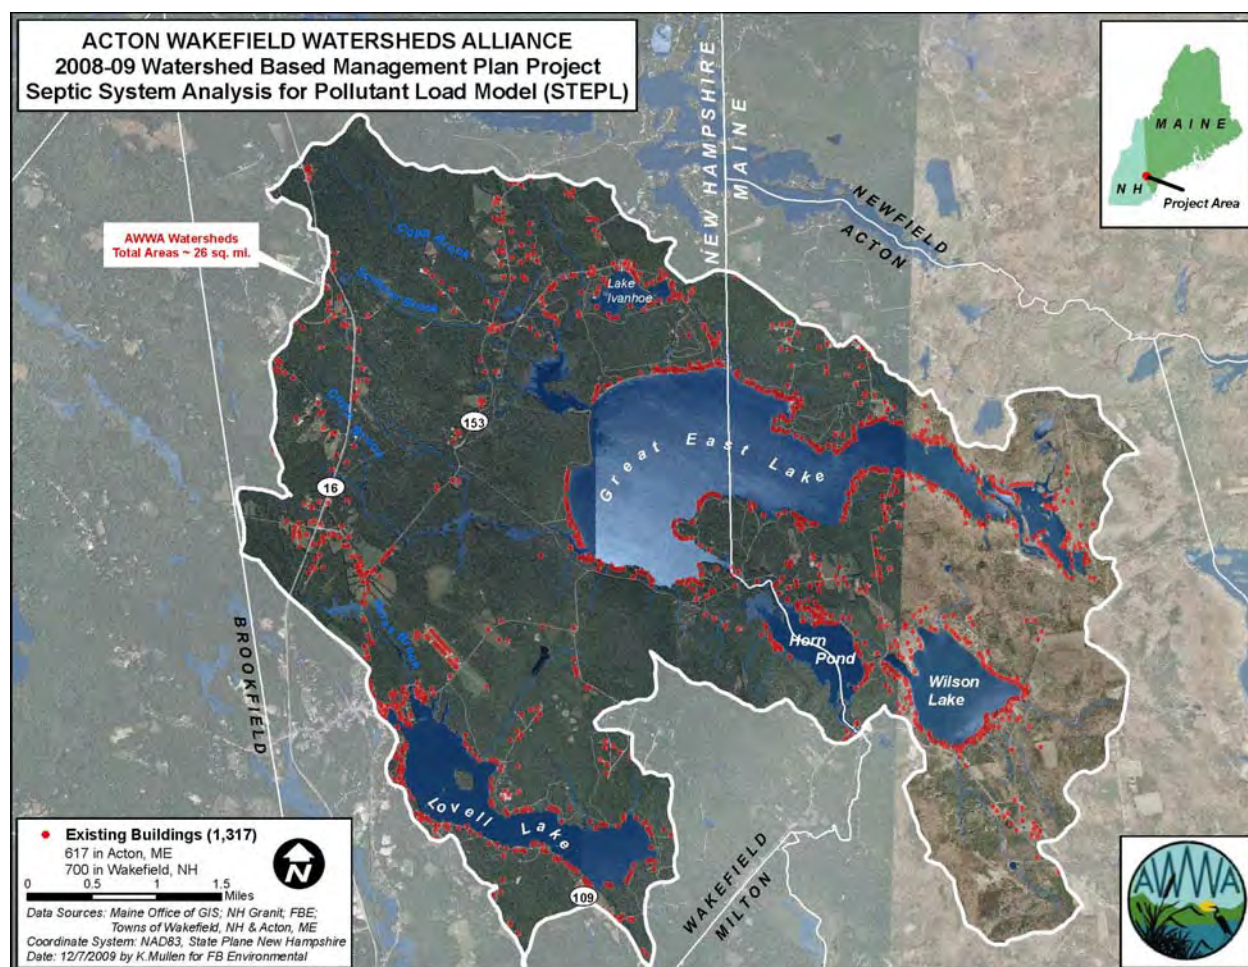 ACTON WAKEFIELD WATERSHEDS ALLIANCE
2008-09 Watershed Based Management Plan Project
Septic System Analysis for Pollutant Load Model (STEPL)
NEW HAMPSHIRE
MAINE
MAINE
NH
Project Area
NEWFIELD
ACTON
AWWA Watersheds
Total Areas ~ 26 sq. mi.
Copp Brook
Brook
Lake
Ivanhoe
153
Great East Lake
16
Brook
Horn
Pond
Wilson
Lake
BROOKFIELD
Lovell Lake
109
WAKEFIELD
MILTON
Existing Buildings (1,317)
617 in Acton, ME
700 in Wakefield, NH
N
0 0.5 1 1.5
Miles
Data Sources: Maine Office of GIS; NH Granit; FBE;
Towns of Wakefield, NH & Acton, ME
Coordinate System: NAD83, State Plane New Hampshire
Date: 12/7/2009 by K.Mullen for FB Environmental
AWWA